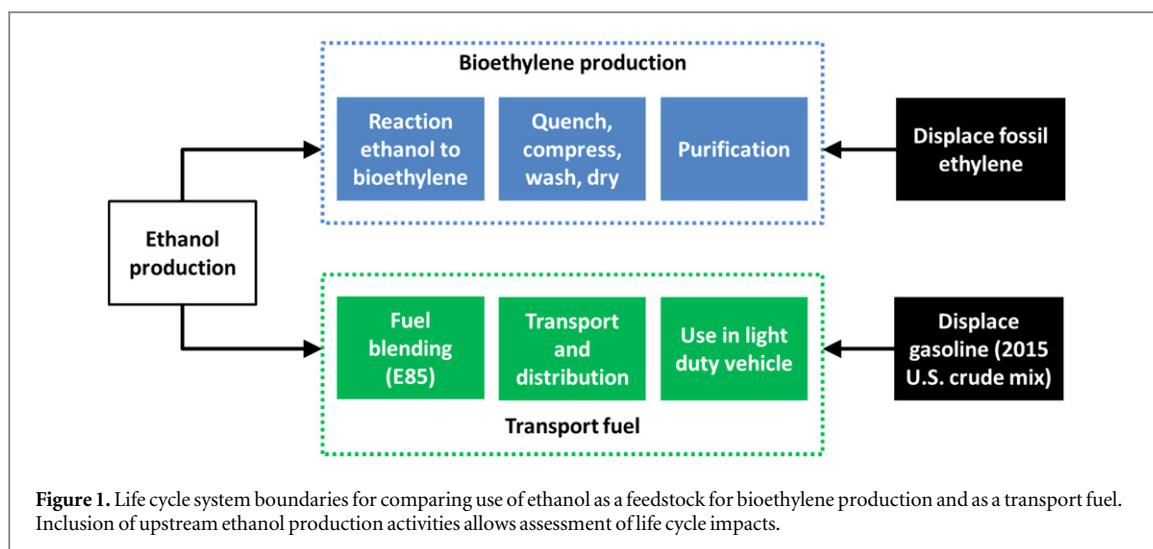 Bioethylene production
Reaction
ethanol to
bioethylene
Quench,
compress,
wash, dry
Purification
Displace fossil
ethylene
Ethanol
production
Fuel
blending
(E85)
Transport
and
distribution
Use in light
duty vehicle
Displace
gasoline (2015
U.S. crude mix)
Transport fuel
Figure 1. Life cycle system boundaries for comparing use of ethanol as a feedstock for bioethylene production and as a transport fuel.
Inclusion of upstream ethanol production activities allows assessment of life cycle impacts.